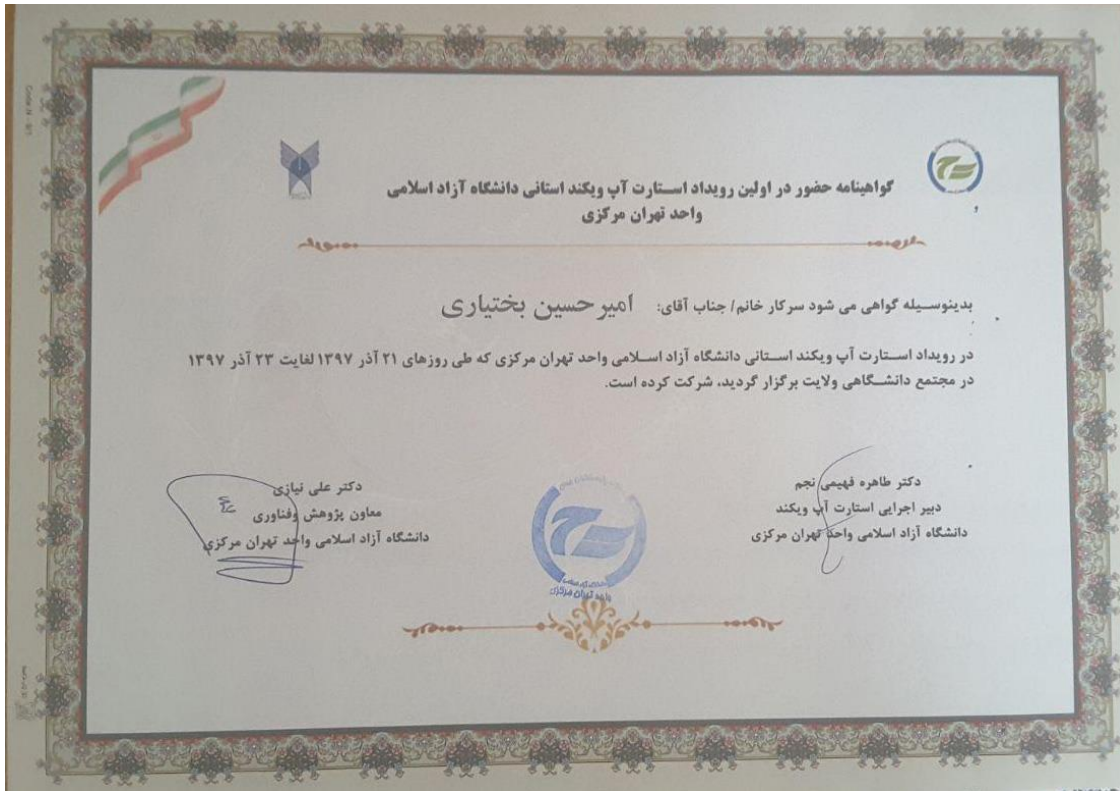 گواهینامه حضور در اولین رویداد استارت آپ ویکند استانی دانشگاه آزاد اسلامی
واحد تهران مرکزی
بدینوسیله گواهی می شود سرکار خانم/ جناب آقای: امیرحسین بختیاری
در رویداد استارت آپ ویکند استانی دانشگاه آزاد اسلامی واحد تهران مرکزی که طی روزهای ۲۱ آذر ۱۳۹۷ لغایت ۲۳ آذر ۱۳۹۷
در مجتمع دانشگاهی ولایت برگزار گردید، شرکت کرده است.
دکتر طاهره فهیمی نجم
دبیر اجرایی استارت آپ ویکند
دانشگاه آزاد اسلامی واحد تهران مرکزی
دکتر علی نیازی
معاون پژوهش وفناوری
دانشگاه آزاد اسلامی واحد تهران مرکزی
واحد تهران مرکزی